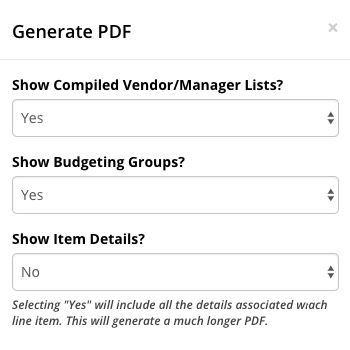 Generate PDF ×
Show Compiled Vendor/Manager Lists?
Yes
Show Budgeting Groups?
Yes
Show Item Details?
No
Selecting "Yes" will include all the details associated
line item. This will generate a much longer PDF.